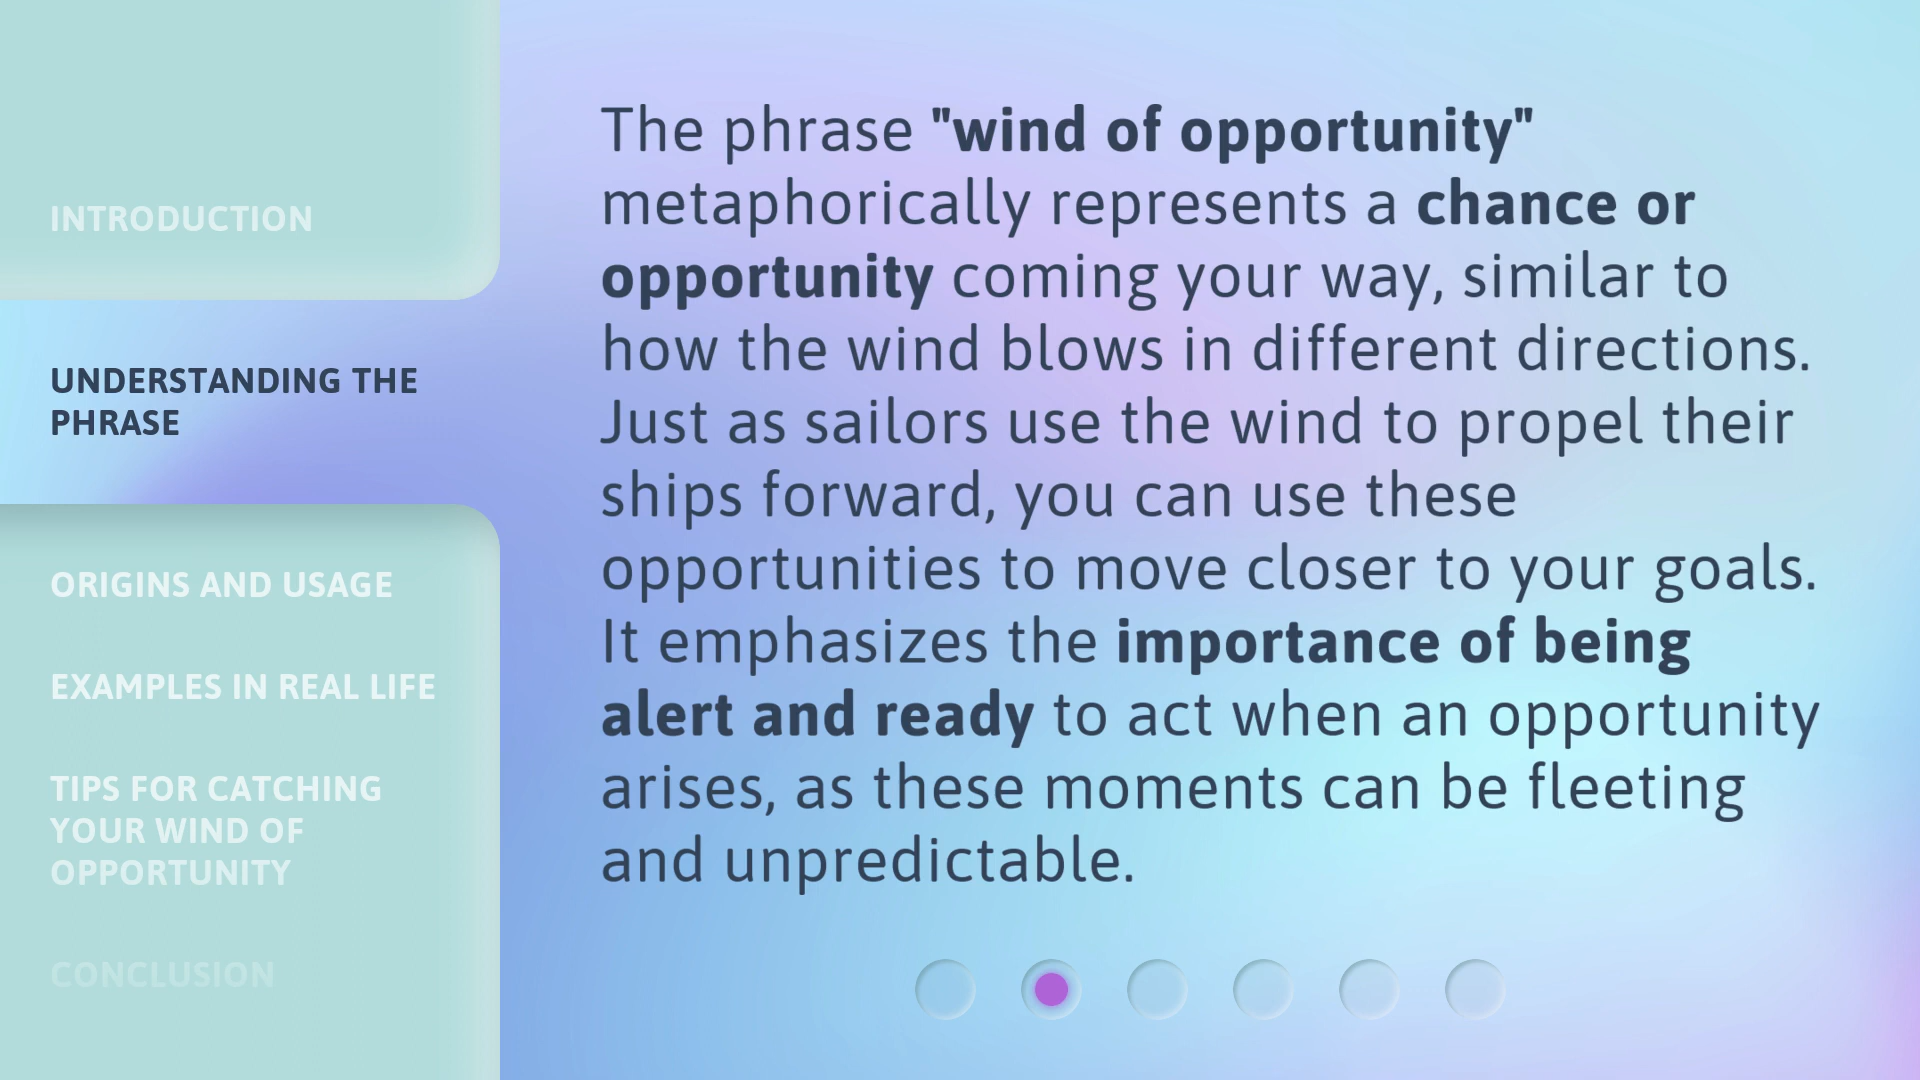 INTRODUCTION
UNDERSTANDING THE
PHRASE
ORIGINS AND USAGE
EXAMPLES IN REAL LIFE
TIPS FOR CATCHING
YOUR WIND OF
OPPORTUNITY
CONCLUSION
The phrase "wind of opportunity"
metaphorically represents a chance or
opportunity coming your way, similar to
how the wind blows in different directions.
Just as sailors use the wind to propel their
ships forward, you can use these
opportunities to move closer to your goals.
It emphasizes the importance of being
alert and ready to act when an opportunity
arises, as these moments can be fleeting
and unpredictable.